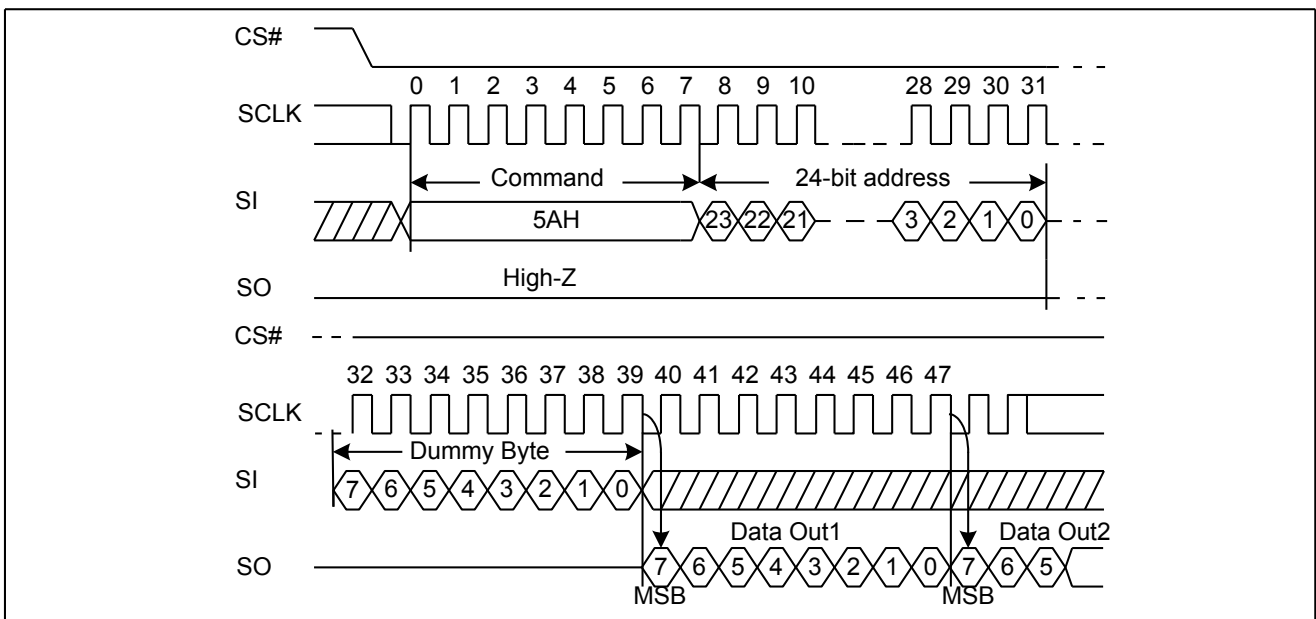 CS#
0 1 2 3 4 5 6 7 8 9 10 28 29 30 31
SCLK
Command 24-bit address
SI
5AH 23 22 21 3 2 1 0
High-Z
SO
CS#
32 33 34 35 36 37 38 39 40 41 42 43 44 45 46 47
SCLK
Dummy Byte
SI
7 6 5 4 3 2 1 0
Data Out1 Data Out2
SO
7 6 5 4 3 2 1 0 7 6 5
MSB MSB